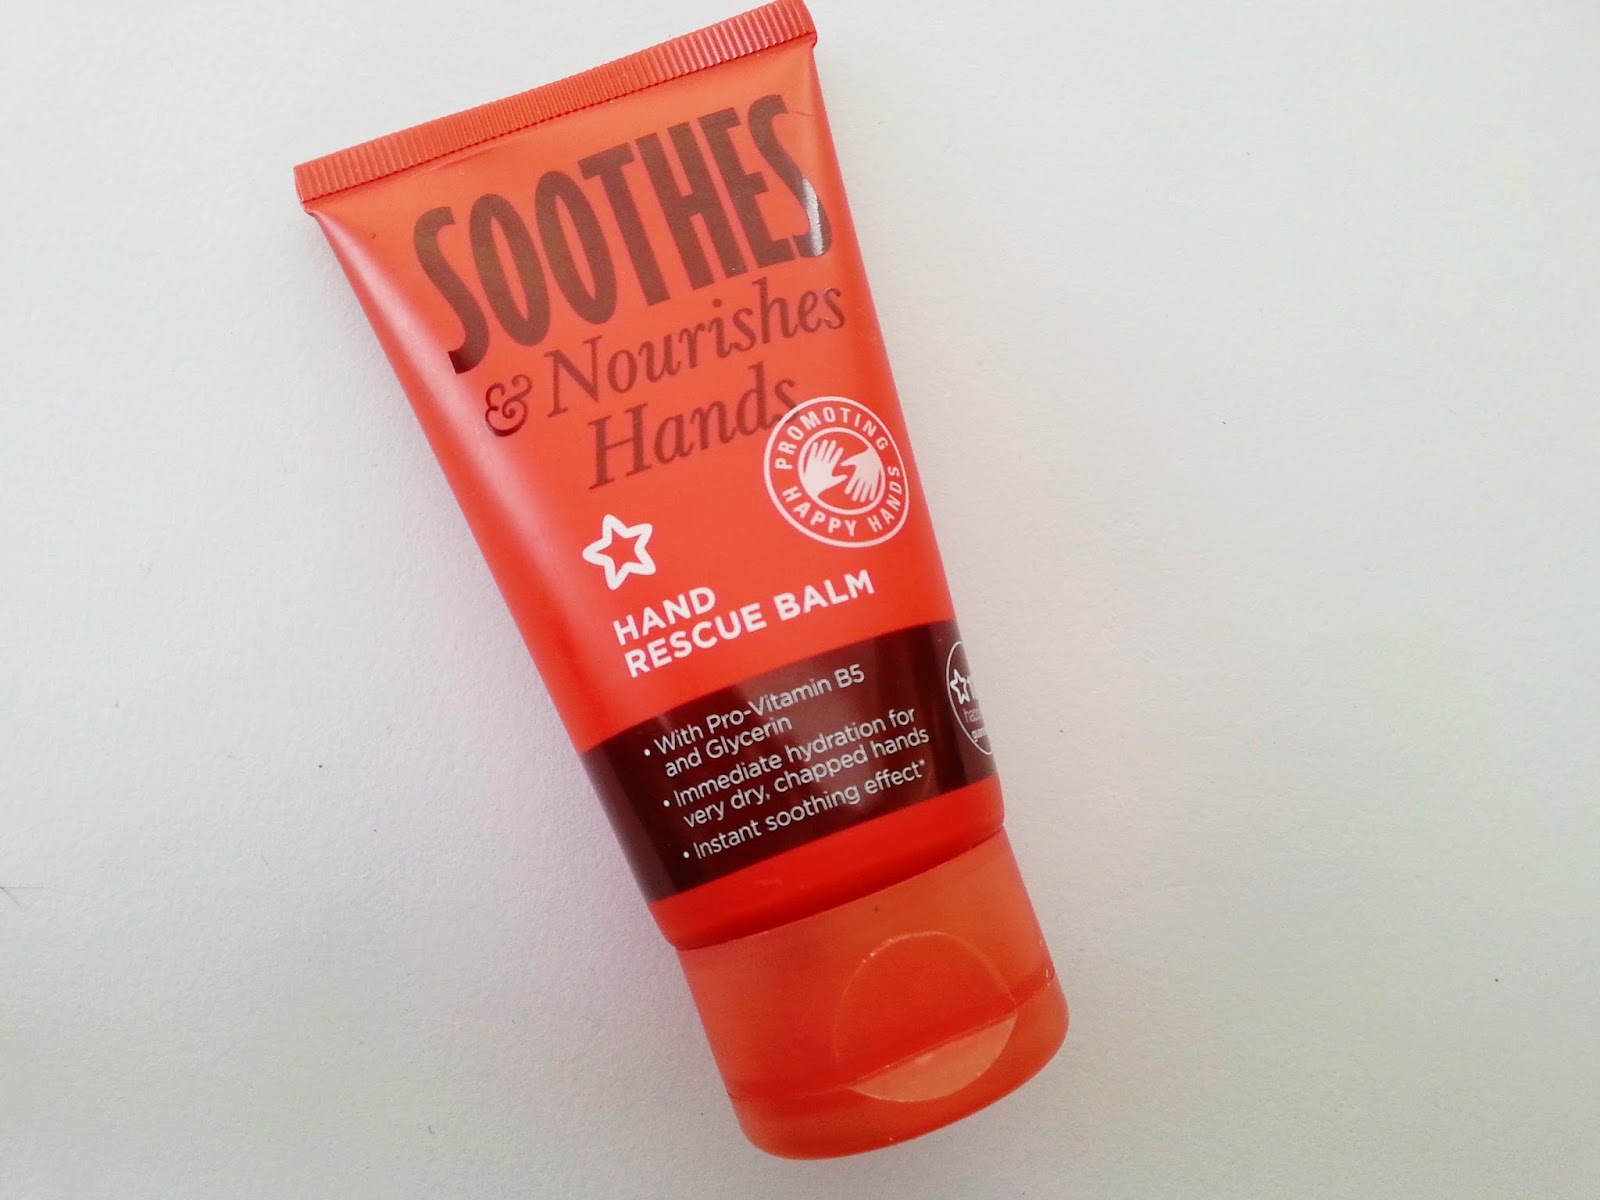 SOOTHES
& Nourishes
Hands
PROMOTING
HAPPY HANDS
HAND
RESCUE BALM
• With Pro-Vitamin B5
and Glycerin
• Immediate hydration for
very dry, chapped hands
• Instant soothing effect*